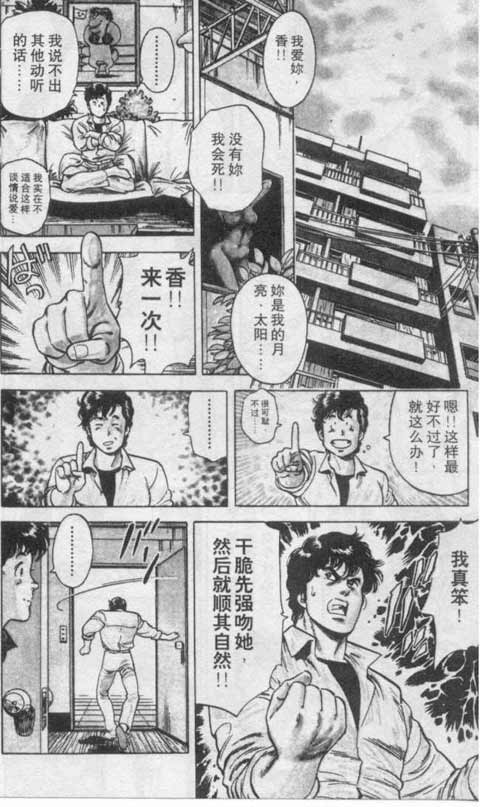 我爱妳，
香!!
没有妳
我会死!!
妳是我的月
亮．太阳……
…………
我说不出
其他动听
的话……
我实在不
适合这样
谈情说爱…
香!!
来一次!!
嗯!!这样最
好不过了，
就这么办！
很可耻，
不过……
…………
我真笨！
干脆先强吻她，
然后就顺其自然!!
…………